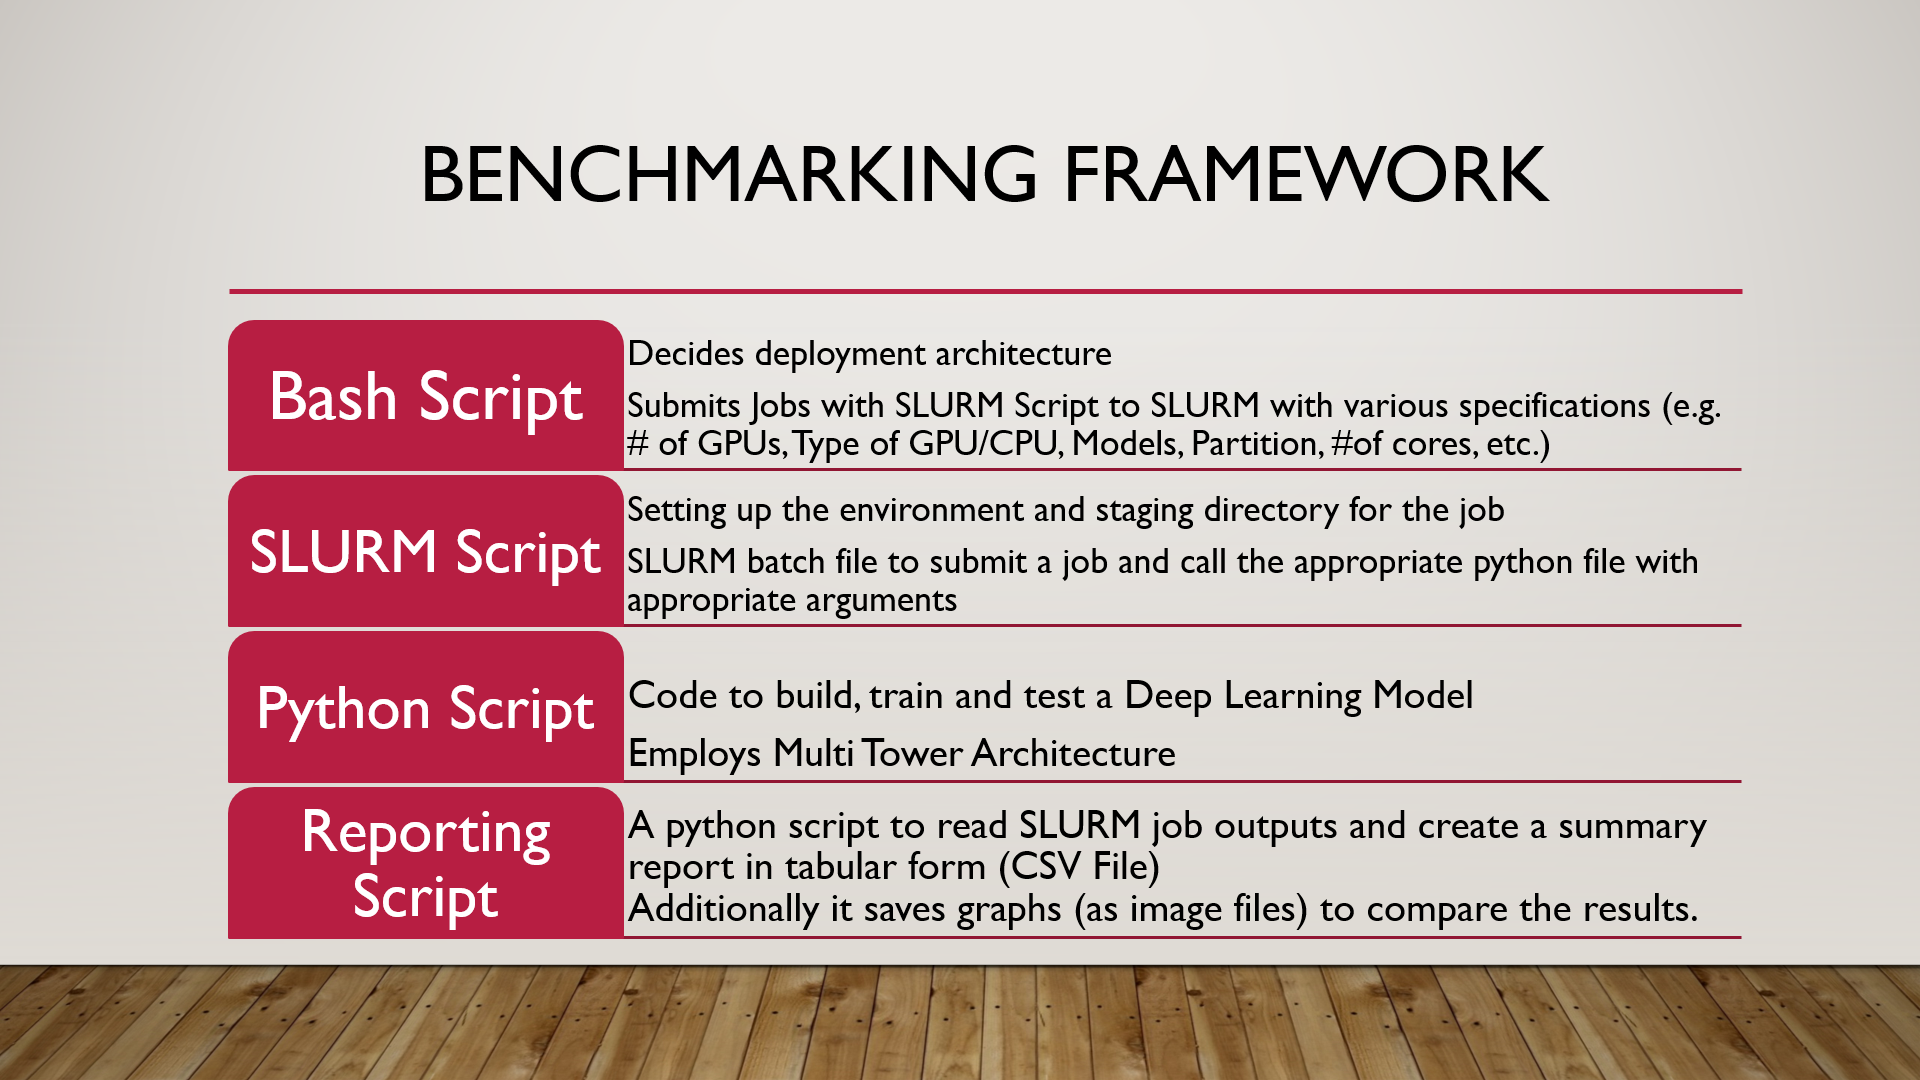 BENCHMARKING FRAMEWORK
Bash Script
Decides deployment architecture
Submits Jobs with SLURM Script to SLURM with various specifications (e.g.
# of GPUs, Type of GPU/CPU, Models, Partition, #of cores, etc.)
SLURM Script
Setting up the environment and staging directory for the job
SLURM batch file to submit a job and call the appropriate python file with
appropriate arguments
Python Script
Code to build, train and test a Deep Learning Model
Employs Multi Tower Architecture
Reporting
Script
A python script to read SLURM job outputs and create a summary
report in tabular form (CSV File)
Additionally it saves graphs (as image files) to compare the results.